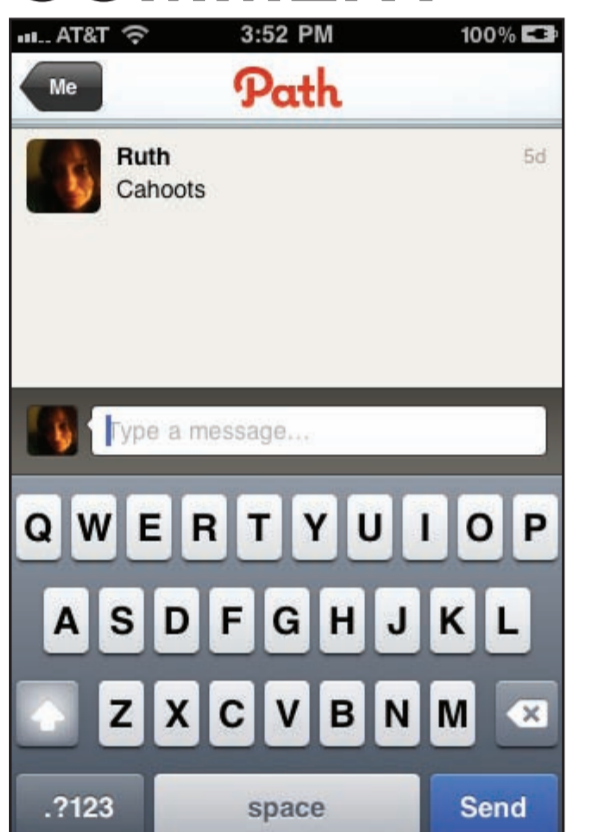 AT&T 3:52 PM 100%
Me Path
Ruth 5d
Cahoots
Type a message...
Q W E R T Y U I O P
A S D F G H J K L
Z X C V B N M
.?123 space Send